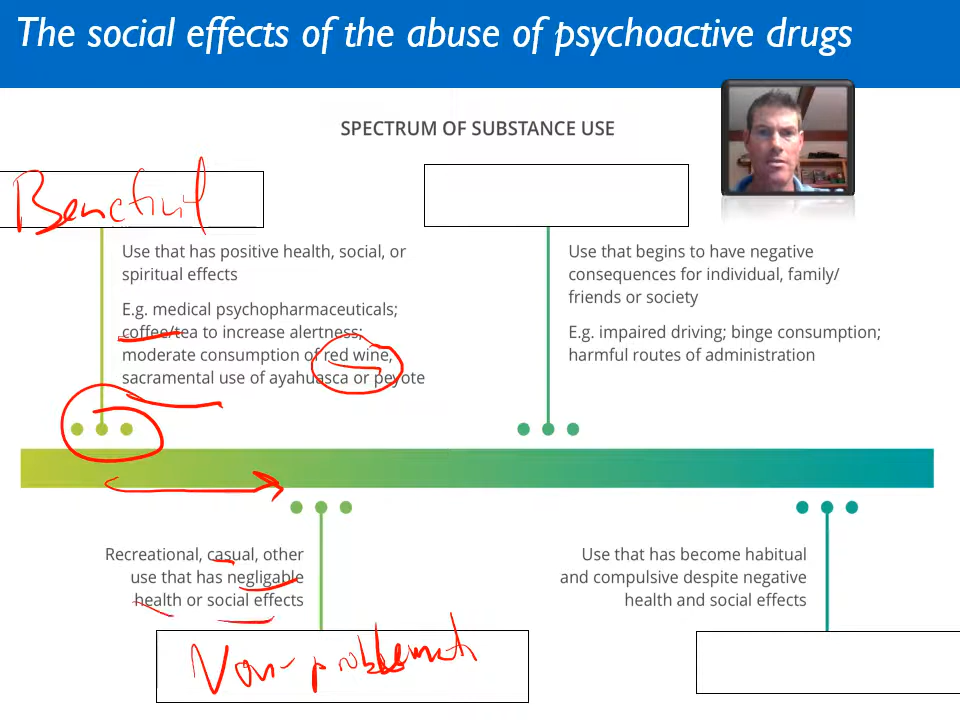 The social effects of the abuse of psychoactive drugs
SPECTRUM OF SUBSTANCE USE
Use that has positive health, social, or
spiritual effects
E.g. medical psychopharmaceuticals;
coffee/tea to increase alertness;
moderate consumption of red wine,
sacramental use of ayahuasca or peyote
Use that begins to have negative
consequences for individual, family/
friends or society
E.g. impaired driving; binge consumption;
harmful routes of administration
Recreational, casual, other
use that has negligable
health or social effects
Non-problemati
Use that has become habitual
and compulsive despite negative
health and social effects